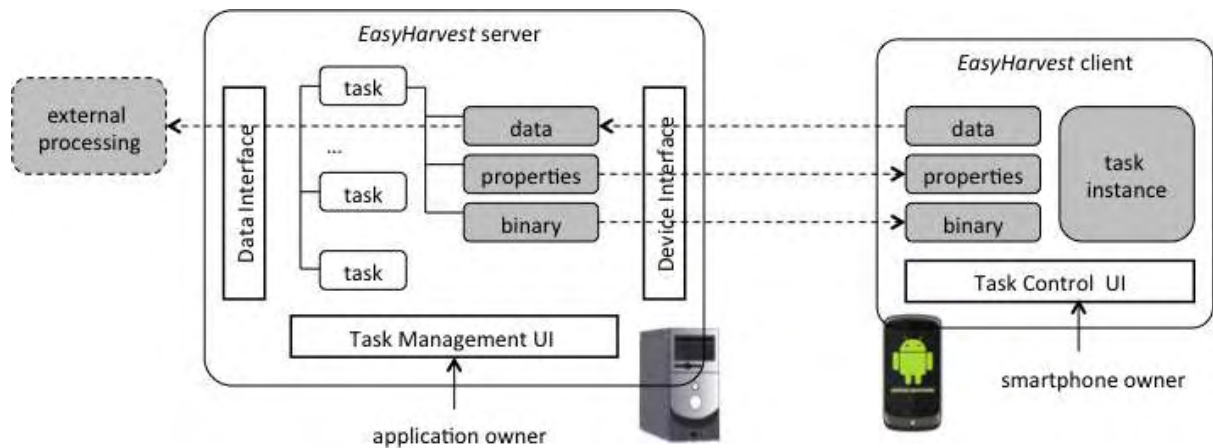 EasyHarvest server
EasyHarvest client
external
processing
Data Interface
task
...
task
task
data
properties
binary
Device Interface
data
properties
binary
task
instance
Task Management UI
Task Control UI
application owner
smartphone owner